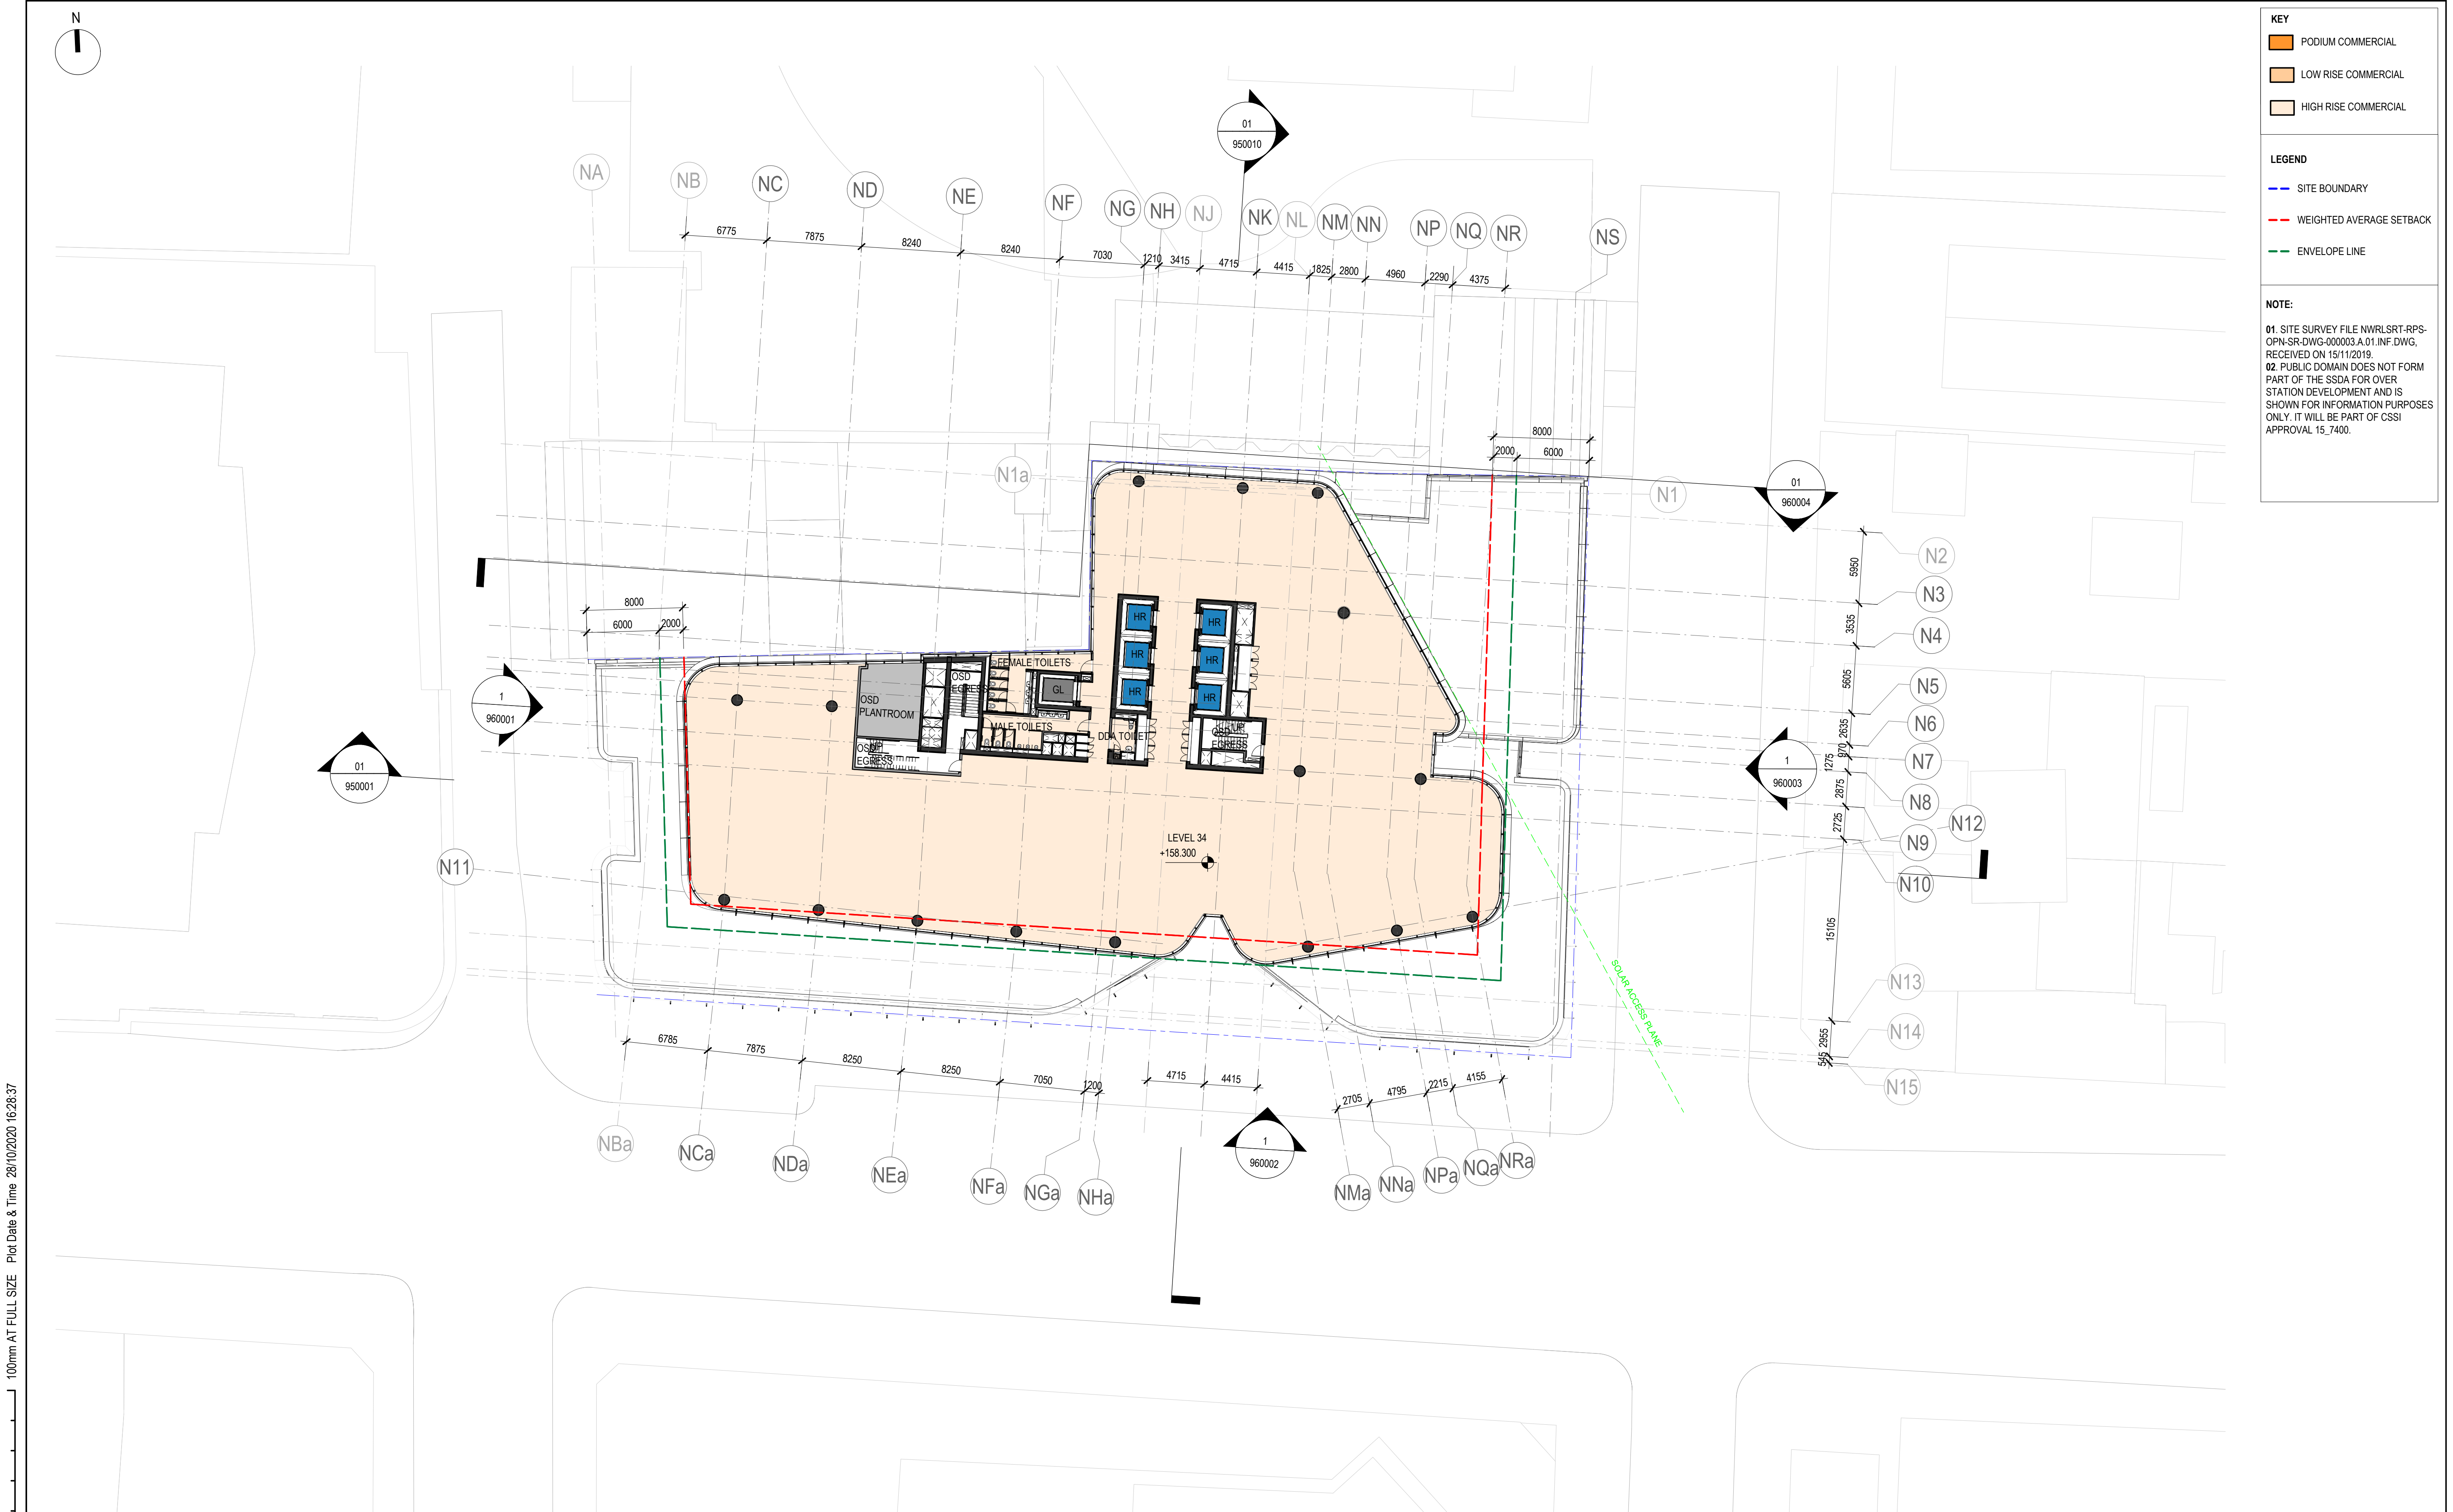 N
KEY
PODIUM COMMERCIAL
LOW RISE COMMERCIAL
HIGH RISE COMMERCIAL
LEGEND
SITE BOUNDARY
WEIGHTED AVERAGE SETBACK
ENVELOPE LINE
NOTE:
01. SITE SURVEY FILE NWRLSRT-RPS-
OPN-SR-DWG-000003.A.01.INF.DWG,
RECEIVED ON 15/11/2019.
02. PUBLIC DOMAIN DOES NOT FORM
PART OF THE SSDA FOR OVER
STATION DEVELOPMENT AND IS
SHOWN FOR INFORMATION PURPOSES
ONLY. IT WILL BE PART OF CSSI
APPROVAL 15_7400.
01
950010
NA
NB
NC
ND
NE
NF
NG
NH
NJ
NK
NL
NM
NN
NP
NQ
NR
NS
6775
7875
8240
8240
7030
1210
3415
4715
4415
1825
2800
4960
2290
4375
8000
2000
6000
N1a
N1
01
960004
N2
N3
N4
N5
N6
N7
N8
N12
N9
N10
N13
N14
N15
5950
3535
5605
2635
970
1275
2875
2725
15105
2955
545
8000
6000
2000
1
960001
01
950001
N11
1
960003
HR
HR
HR
HR
HR
HR
FEMALE TOILETS
GL
OSD
EGRESS
OSD
PLANTROOM
MALE TOILETS
DDA TOILET
OSD
UP
EGRESS
UP
OSD
EGRESS
LEVEL 34
+158.300
SOLAR ACCESS PLANE
6785
7875
8250
8250
7050
1200
4715
4415
2705
4795
2215
4155
NBa
NCa
NDa
NEa
NFa
NGa
NHa
1
960002
NMa
NNa
NPa
NQa
NRa
100mm AT FULL SIZE Plot Date & Time 28/10/2020 16:28:37